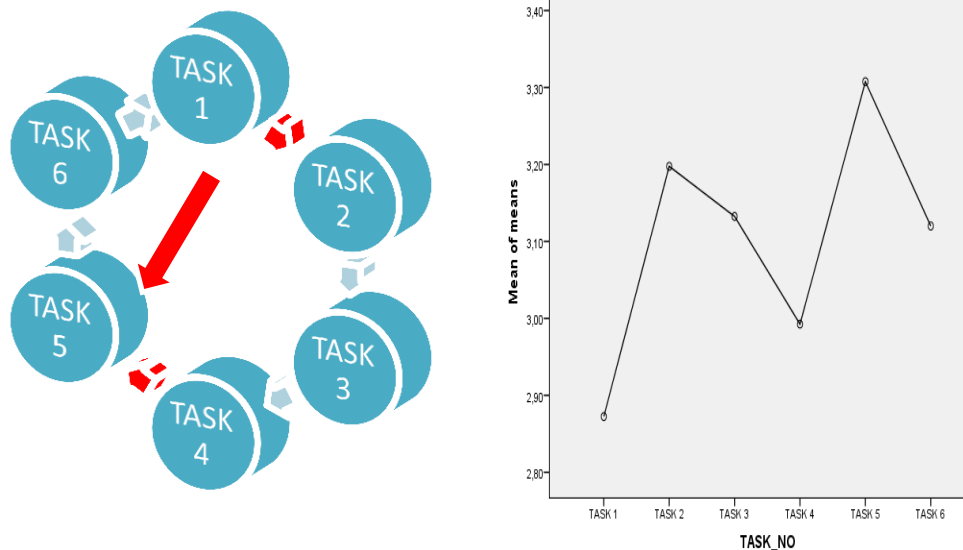 TASK
1
TASK
2
TASK
3
TASK
4
TASK
5
TASK
6
Mean of means
3,40
3,30
3,20
3,10
3,00
2,90
2,80
TASK 1 TASK 2 TASK 3 TASK 4 TASK 5 TASK 6
TASK_NO